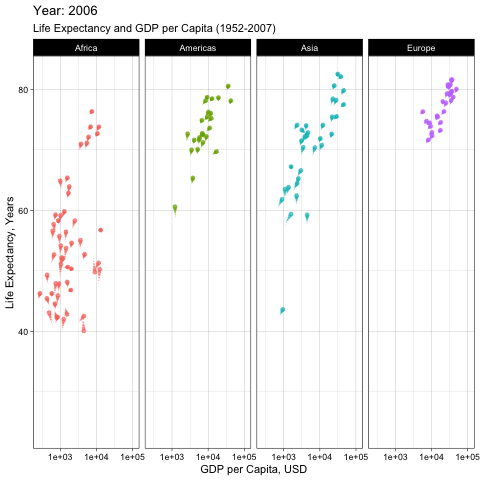 Year: 2006
Life Expectancy and GDP per Capita (1952-2007)
Africa Americas Asia Europe
80
60
40
Life Expectancy, Years
1e+03 1e+04 1e+05 1e+03 1e+04 1e+05 1e+03 1e+04 1e+05 1e+03 1e+04 1e+05
GDP per Capita, USD